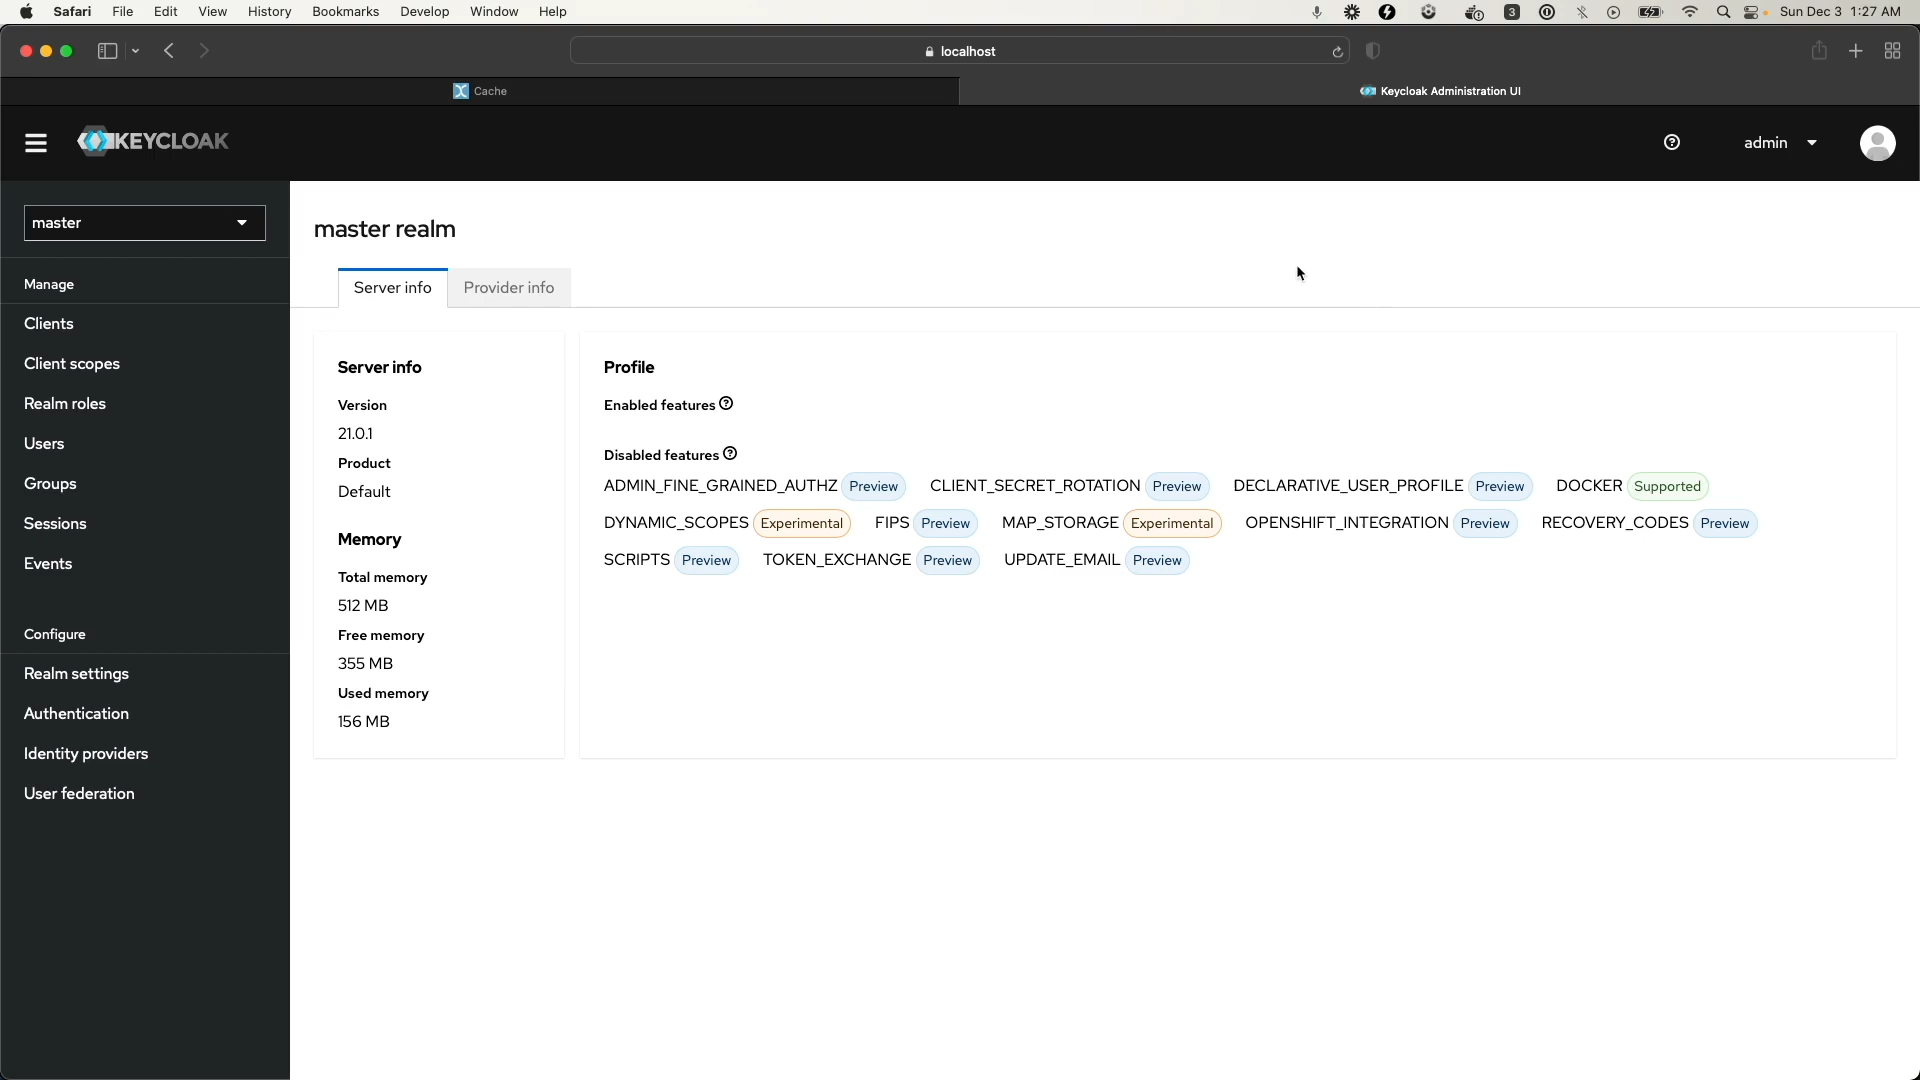 Safari File Edit View History Bookmarks Develop Window Help 3 Sun Dec 3 1:27 AM
localhost
Cache Keycloak Administration UI
KEYCLOAK admin
master
Manage
Clients
Client scopes
Realm roles
Users
Groups
Sessions
Events
Configure
Realm settings
Authentication
Identity providers
User federation
master realm
Server info Provider info
Server info
Version
21.0.1
Product
Default
Memory
Total memory
512 MB
Free memory
355 MB
Used memory
156 MB
Profile
Enabled features
Disabled features
ADMIN_FINE_GRAINED_AUTHZ Preview CLIENT_SECRET_ROTATION Preview DECLARATIVE_USER_PROFILE Preview DOCKER Supported
DYNAMIC_SCOPES Experimental FIPS Preview MAP_STORAGE Experimental OPENSHIFT_INTEGRATION Preview RECOVERY_CODES Preview
SCRIPTS Preview TOKEN_EXCHANGE Preview UPDATE_EMAIL Preview